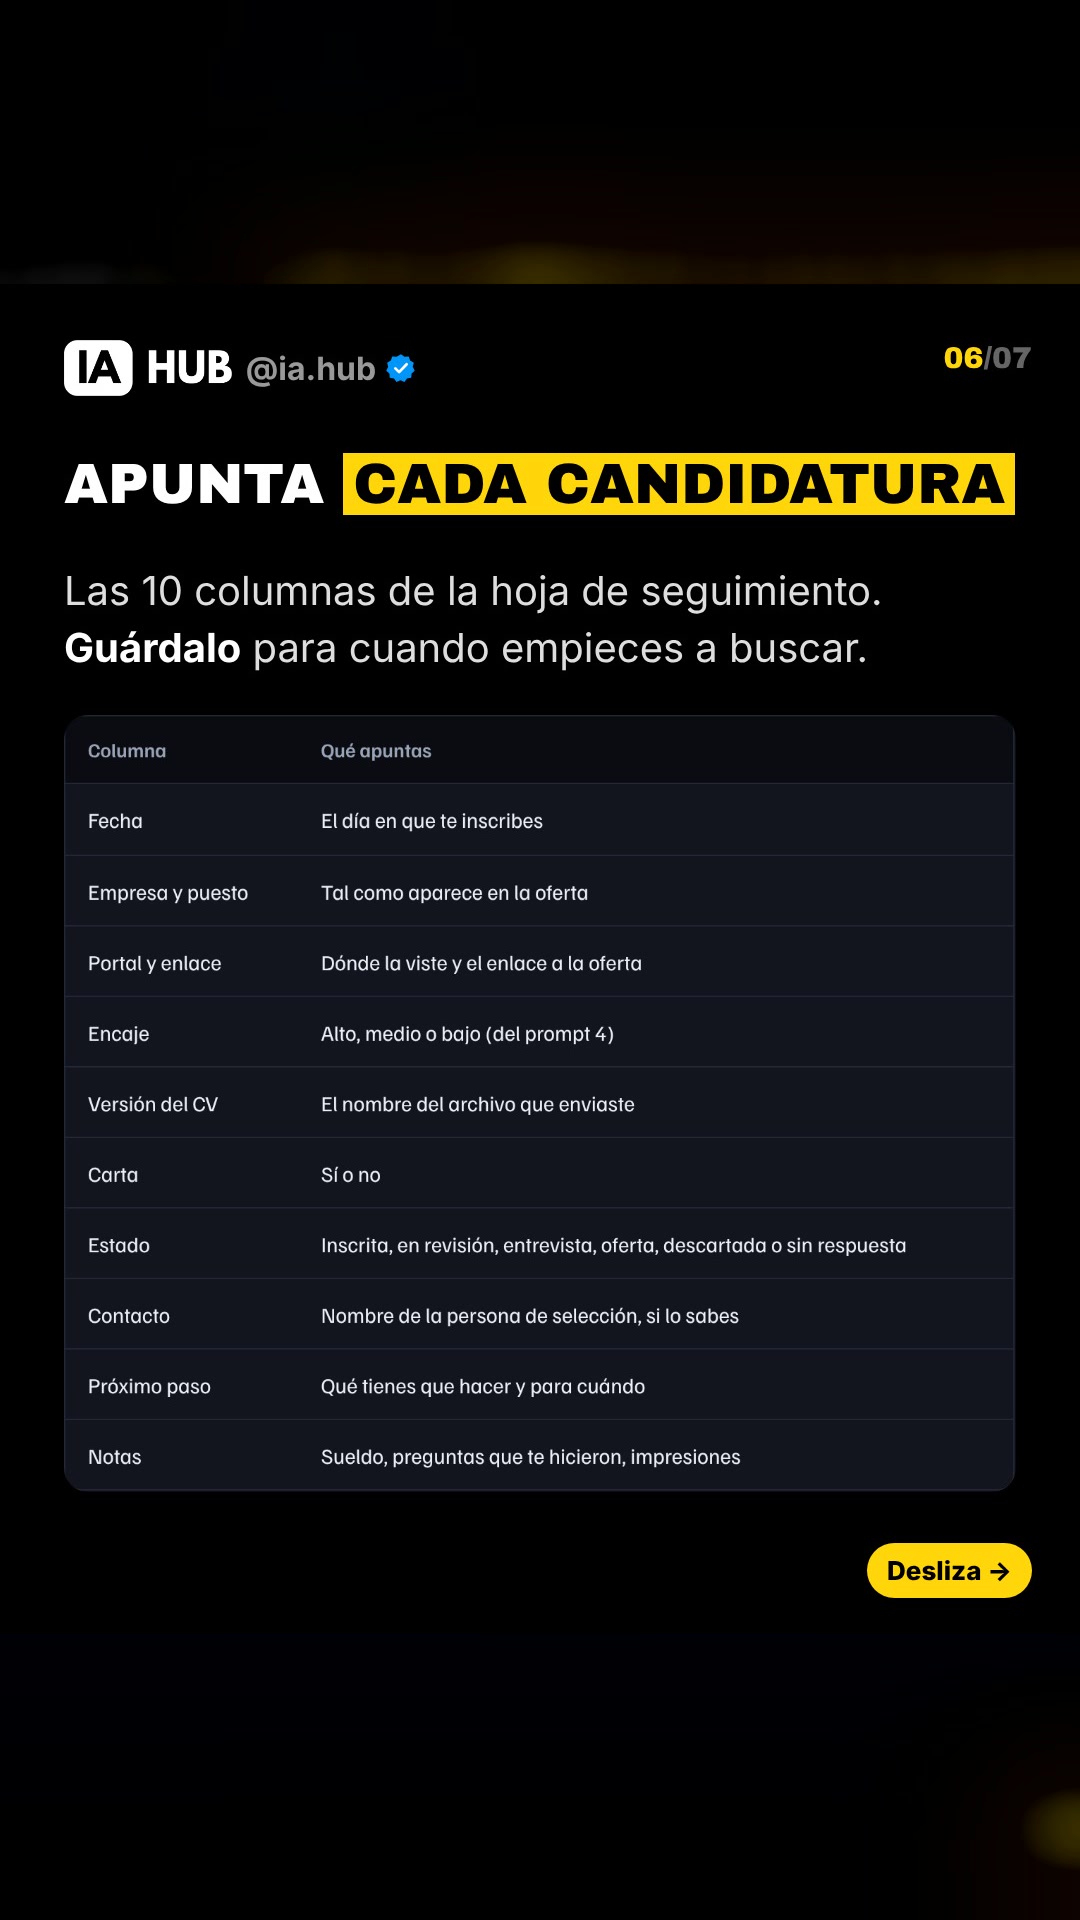 IA HUB @ia.hub
06/07
APUNTA CADA CANDIDATURA
Las 10 columnas de la hoja de seguimiento.
Guárdalo para cuando empieces a buscar.
Columna Qué apuntas
Fecha El día en que te inscribes
Empresa y puesto Tal como aparece en la oferta
Portal y enlace Dónde la viste y el enlace a la oferta
Encaje Alto, medio o bajo (del prompt 4)
Versión del CV El nombre del archivo que enviaste
Carta Sí o no
Estado Inscrita, en revisión, entrevista, oferta, descartada o sin respuesta
Contacto Nombre de la persona de selección, si lo sabes
Próximo paso Qué tienes que hacer y para cuándo
Notas Sueldo, preguntas que te hicieron, impresiones
Desliza →